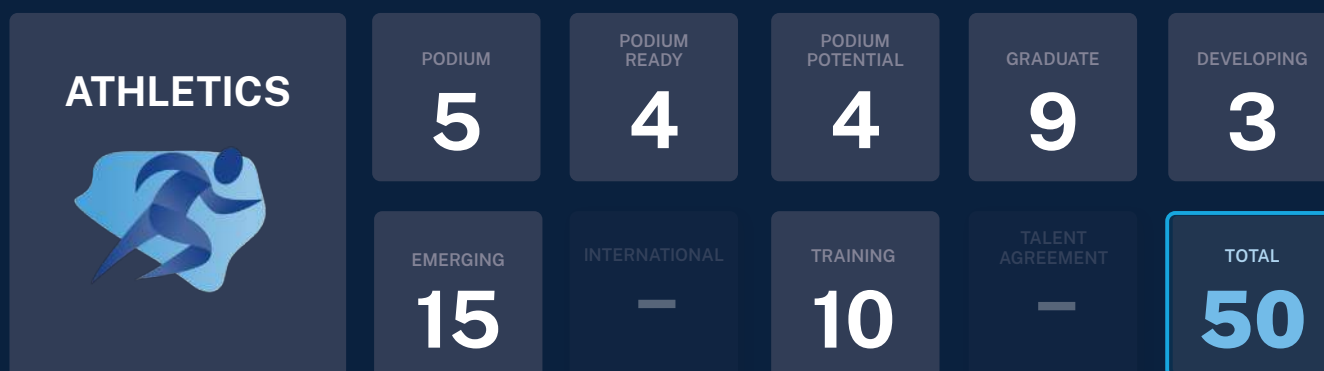 ATHLETICS
PODIUM
5
PODIUM
READY
4
PODIUM
POTENTIAL
4
GRADUATE
9
DEVELOPING
3
EMERGING
15
INTERNATIONAL
–
TRAINING
10
TALENT
AGREEMENT
–
TOTAL
50